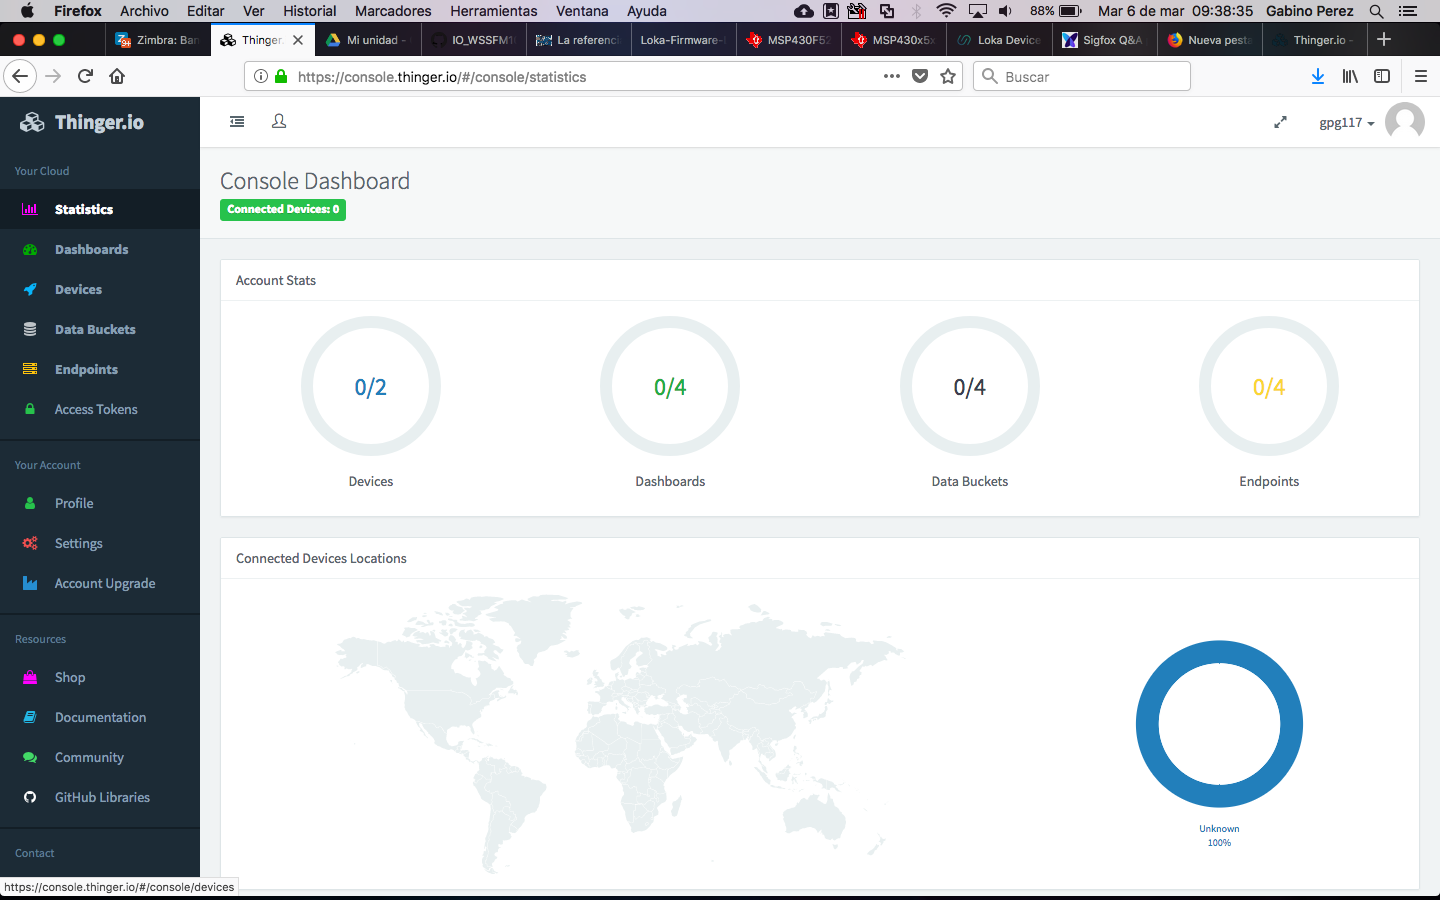 Firefox Archivo Editar Ver Historial Marcadores Herramientas Ventana Ayuda 88% Mar 6 de mar 09:38:35 Gabino Perez
Zimbra: Ban Thinger. Mi unidad - IO_WSSFM1 La referenci Loka-Firmware- MSP430F52 MSP430x5x Loka Device Sigfox Q&A Nueva pesta Thinger.io -
https://console.thinger.io/#/console/statistics Buscar
Thinger.io
gpg117
Your Cloud
Statistics
Dashboards
Devices
Data Buckets
Endpoints
Access Tokens
Your Account
Profile
Settings
Account Upgrade
Resources
Shop
Documentation
Community
GitHub Libraries
Contact
Console Dashboard
Connected Devices: 0
Account Stats
0/2 0/4 0/4 0/4
Devices Dashboards Data Buckets Endpoints
Connected Devices Locations
Unknown
100%
https://console.thinger.io/#/console/devices